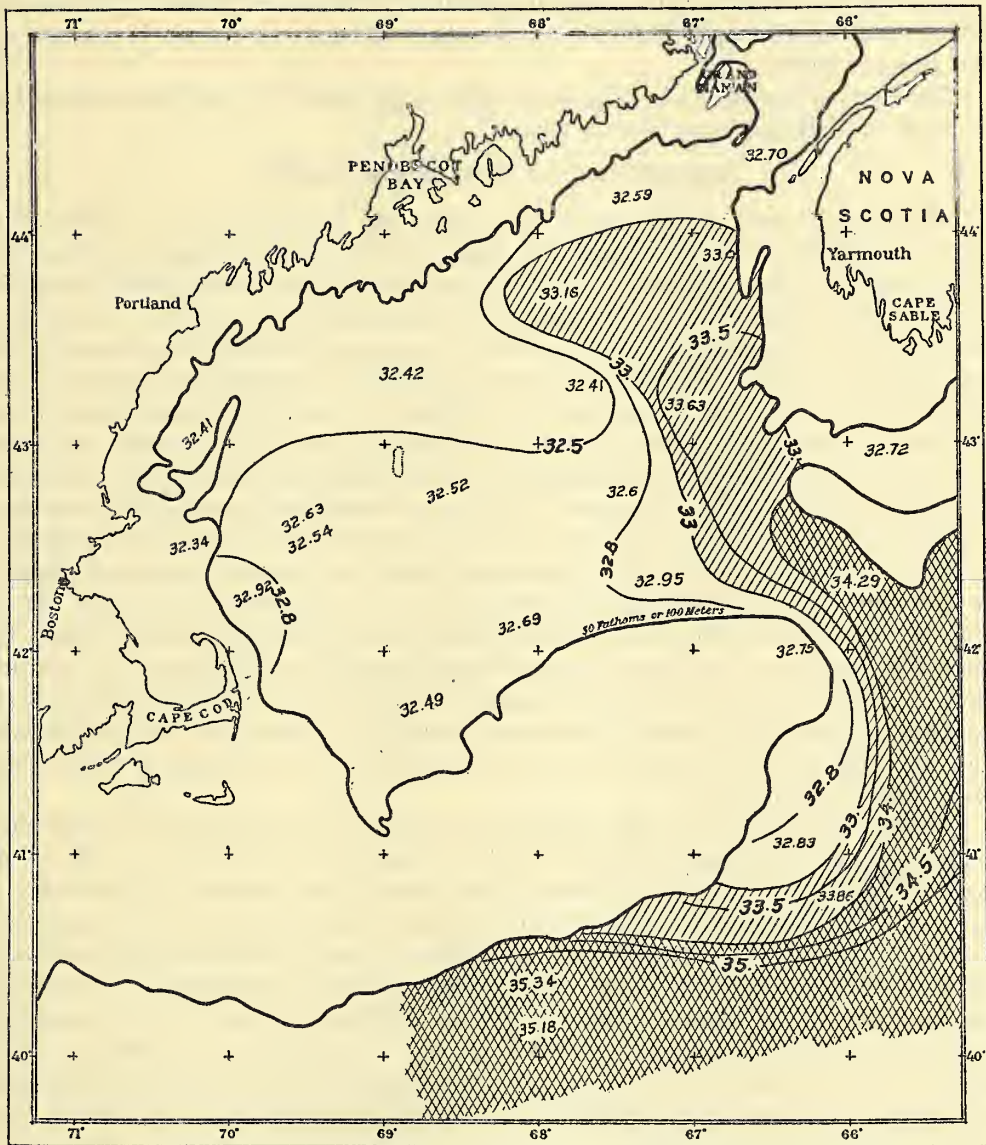 71° 70° 69° 68° 67° 66°
GRAND
MANAN
32.70
PENOBSCOT
BAY
NOVA
32.59
SCOTIA
44°
33.
Yarmouth
33.16
Portland
CAPE
SABLE
33.5
33.
32.42
32.41
33.63
32.41
43° 43°
32.5
33.
32.72
32.52
32.6
32.63
33
32.54
32.34
32.8
34.29
32.92
32.8
32.95
Boston
50 Fathoms or 100 Meters
32.69
42° 42°
32.75
32.49
CAPE COD
32.8
33.
34.
32.83
41° 41°
34.5
33.86
33.5
35.
35.34
35.18
40° 40°
71° 70° 69° 68° 67° 66°